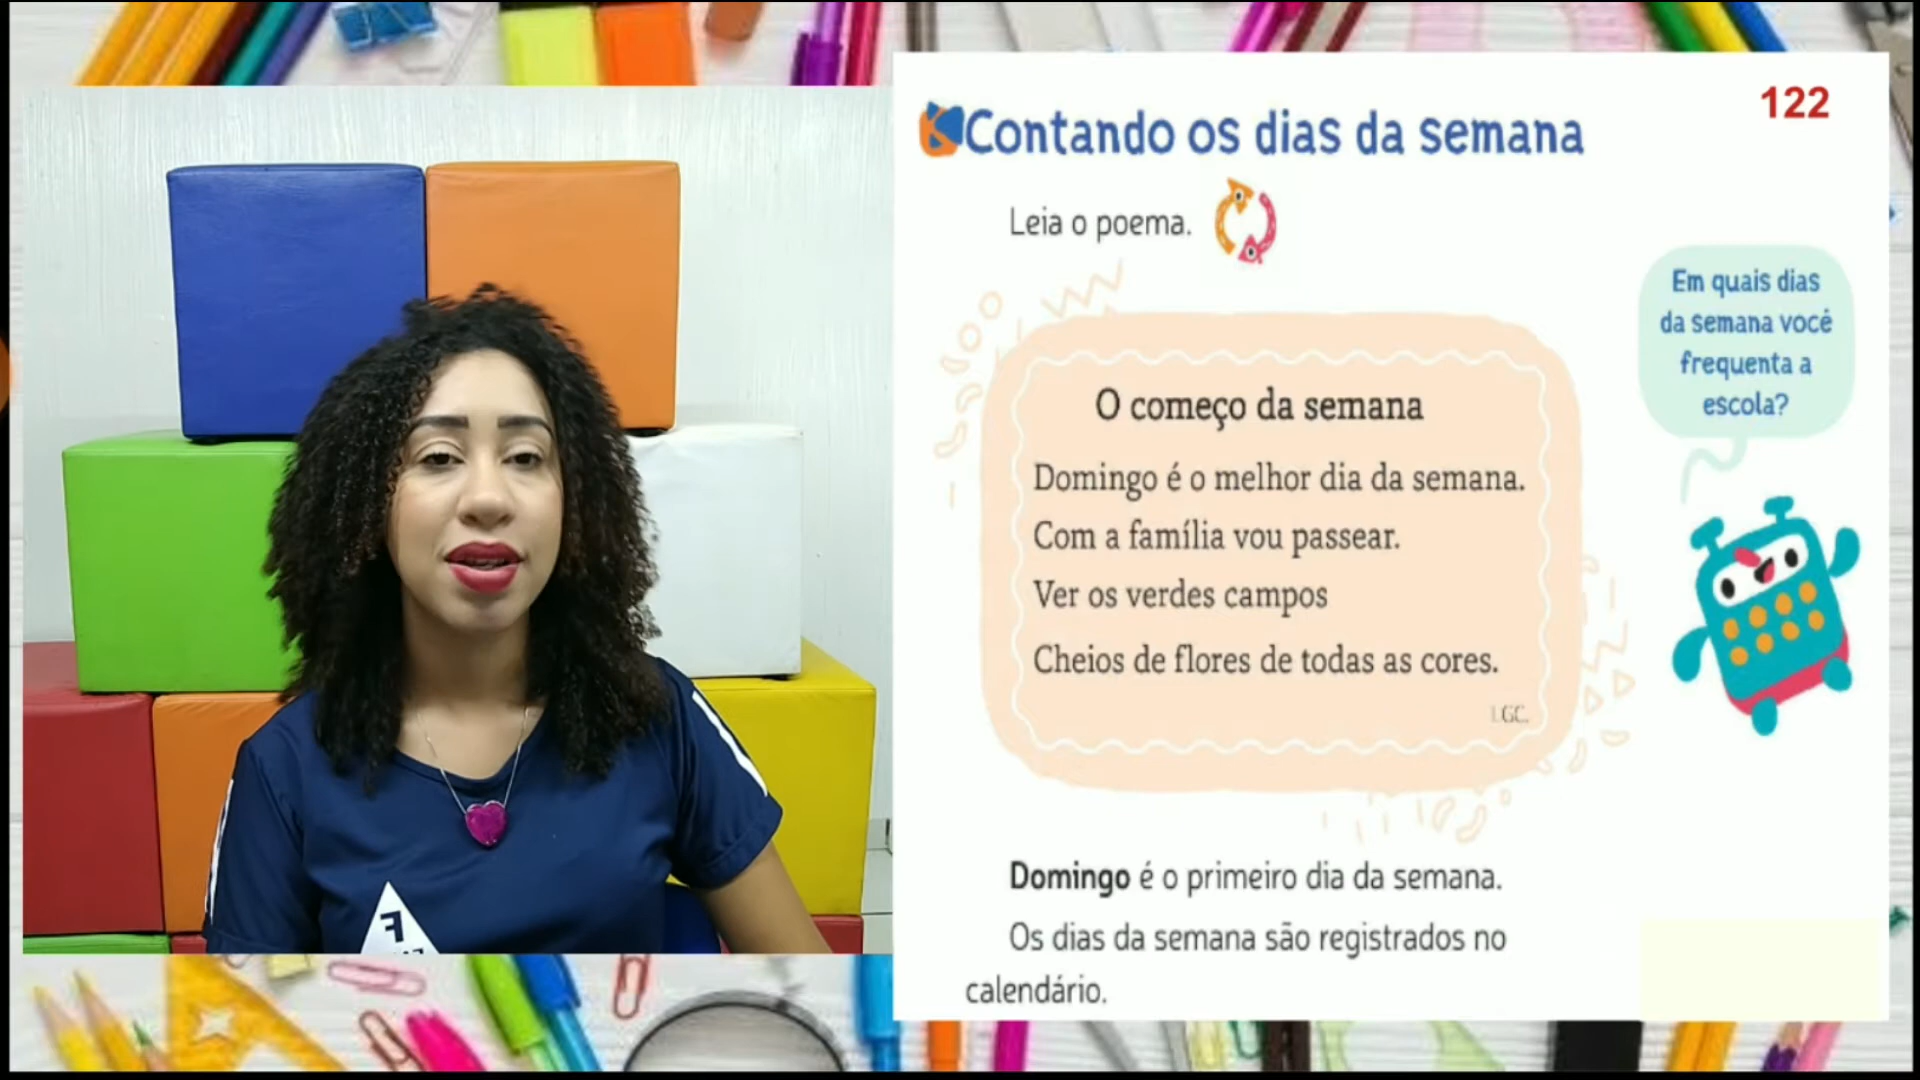 122
Contando os dias da semana
Leia o poema.
Em quais dias
da semana você
frequenta a
escola?
O começo da semana
Domingo é o melhor dia da semana.
Com a família vou passear.
Ver os verdes campos
Cheios de flores de todas as cores.
LGC.
Domingo é o primeiro dia da semana.
Os dias da semana são registrados no
calendário.